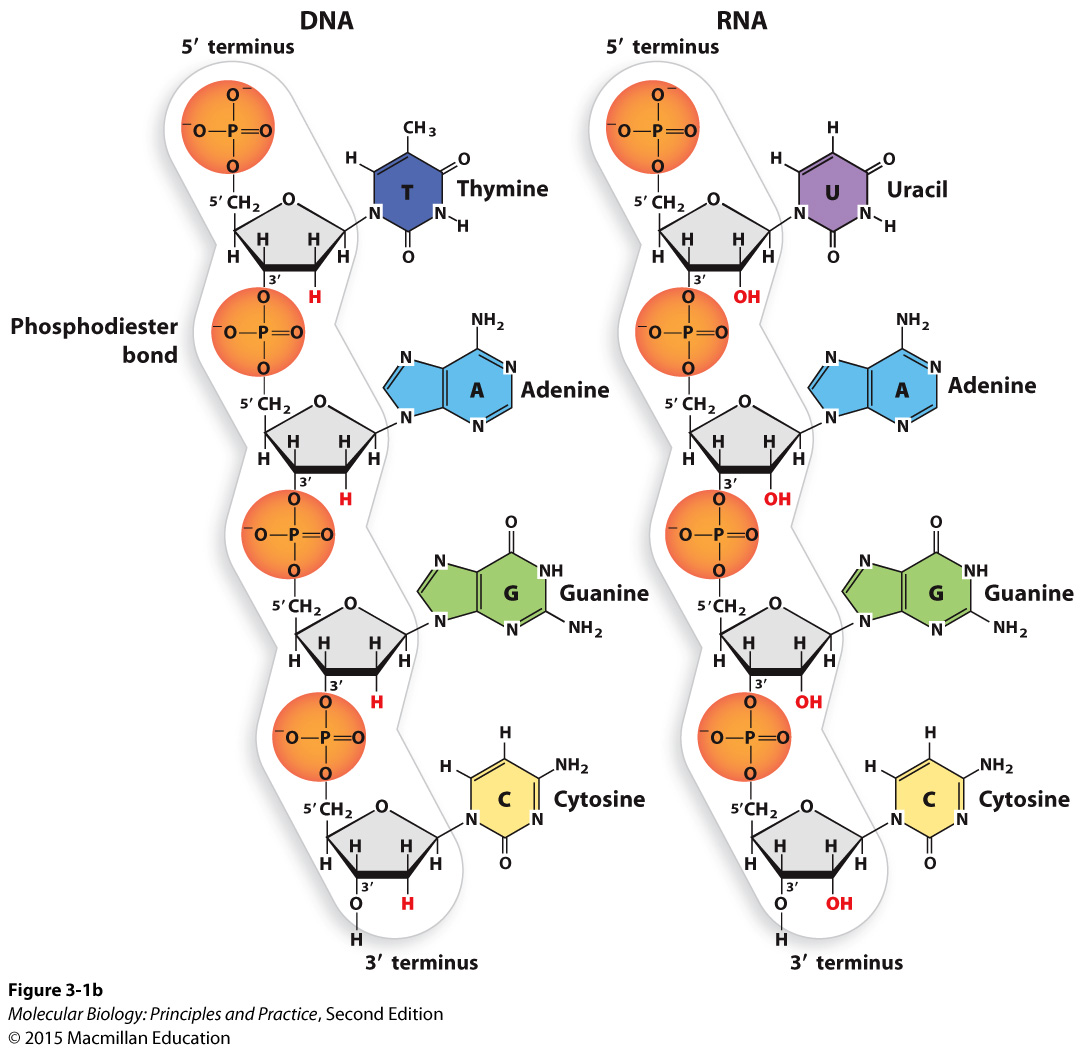 DNA
5′ terminus
O⁻
⁻O—P=O
O
5′ CH₂
O
H
H
H
H
3′
H
CH₃
O
T
N
N
H
O
Thymine
Phosphodiester
bond
O
⁻O—P=O
O
5′ CH₂
O
H
H
H
H
3′
H
NH₂
N
N
A
N
N
Adenine
O
⁻O—P=O
O
5′ CH₂
O
H
H
H
H
3′
H
O
N
NH
G
N
N
NH₂
Guanine
O
⁻O—P=O
O
5′ CH₂
O
H
H
H
H
3′
O
H
H
H
H
NH₂
C
N
N
O
Cytosine
3′ terminus
RNA
5′ terminus
O⁻
⁻O—P=O
O
5′ CH₂
O
H
H
H
H
3′
OH
H
H
O
U
N
N
H
O
Uracil
O
⁻O—P=O
O
5′ CH₂
O
H
H
H
H
3′
OH
NH₂
N
N
A
N
N
Adenine
O
⁻O—P=O
O
5′ CH₂
O
H
H
H
H
3′
OH
O
N
NH
G
N
N
NH₂
Guanine
O
⁻O—P=O
O
5′ CH₂
O
H
H
H
H
3′
O
OH
H
H
H
NH₂
C
N
N
O
Cytosine
3′ terminus
Figure 3-1b
Molecular Biology: Principles and Practice, Second Edition
© 2015 Macmillan Education